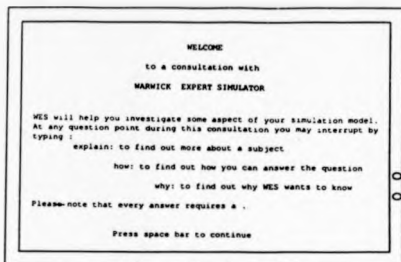 WELCOME
to a consultation with
WARWICK EXPERT SIMULATOR
WES will help you investigate some aspect of your simulation model.
At any question point during this consultation you may interrupt by
typing :
explain: to find out more about a subject
how: to find out how you can answer the question
why: to find out why WES wants to know
Please note that every answer requires a .
Press space bar to continue